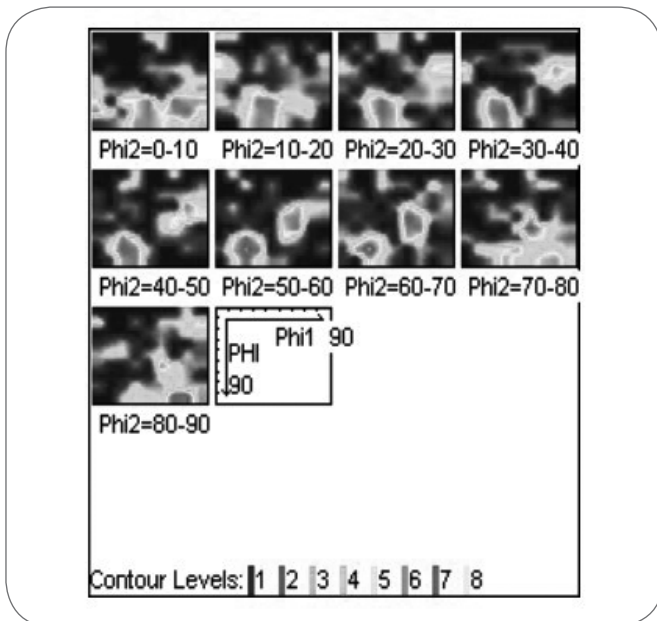 Phi2=0-10 Phi2=10-20 Phi2=20-30 Phi2=30-40
Phi2=40-50 Phi2=50-60 Phi2=60-70 Phi2=70-80
Phi1 90
PHI
90
Phi2=80-90
Contour Levels: 1 2 3 4 5 6 7 8